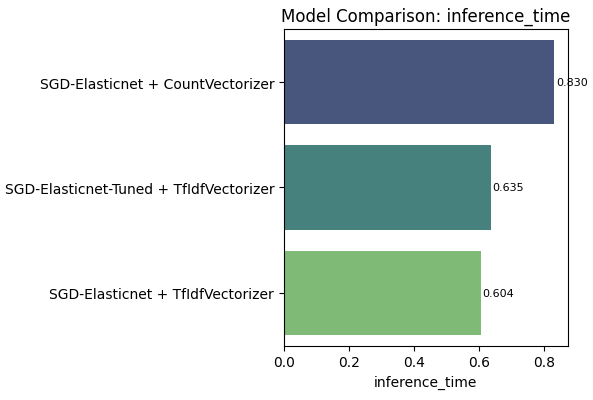 Model Comparison: inference_time
SGD-Elasticnet + CountVectorizer
0.830
SGD-Elasticnet-Tuned + TfIdfVectorizer
0.635
SGD-Elasticnet + TfIdfVectorizer
0.604
0.0 0.2 0.4 0.6 0.8
inference_time